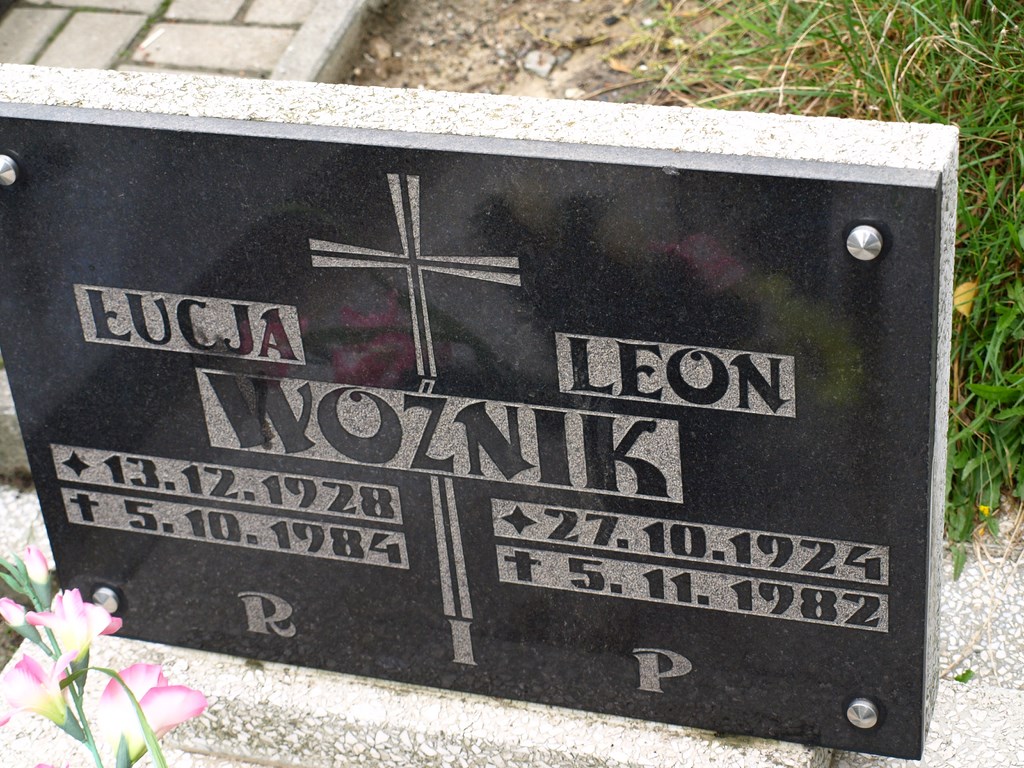 ŁUCJA LEON
WOŹNIK
✦ 13.12.1928
✝ 5.10.1984
✦ 27.10.1924
✝ 5.11.1982
R I P